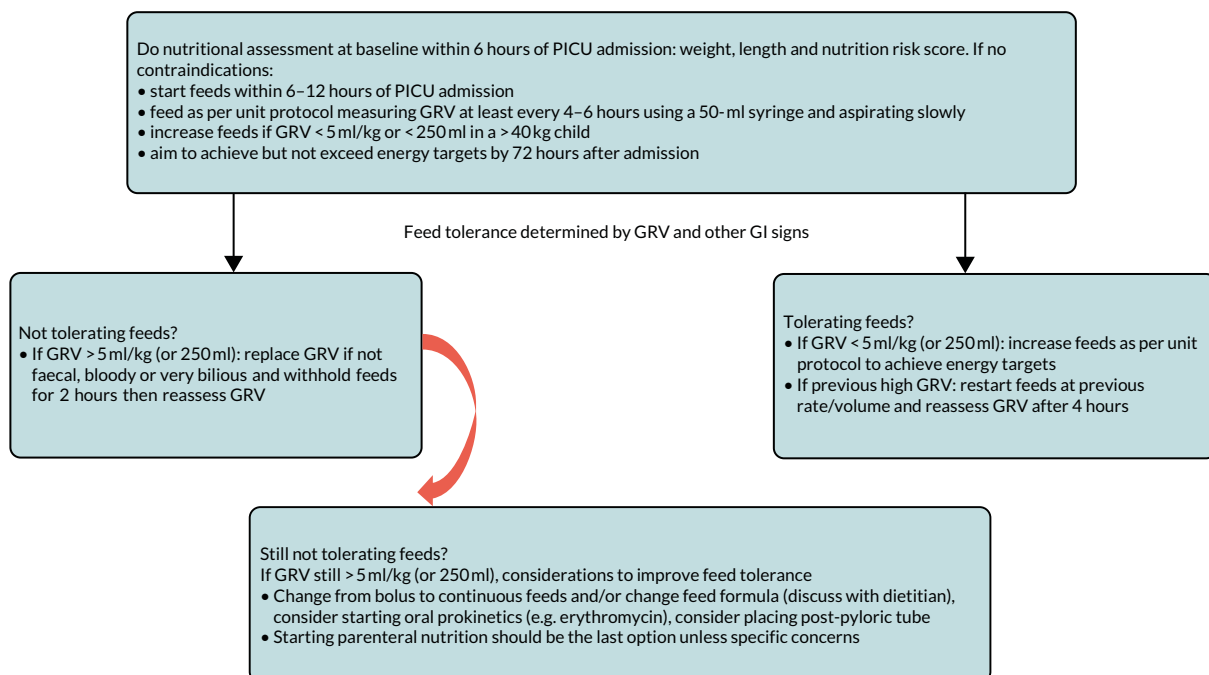 Do nutritional assessment at baseline within 6 hours of PICU admission: weight, length and nutrition risk score. If no
contraindications:
• start feeds within 6–12 hours of PICU admission
• feed as per unit protocol measuring GRV at least every 4–6 hours using a 50-ml syringe and aspirating slowly
• increase feeds if GRV < 5 ml/kg or < 250 ml in a > 40 kg child
• aim to achieve but not exceed energy targets by 72 hours after admission
Feed tolerance determined by GRV and other GI signs
Not tolerating feeds?
• If GRV > 5 ml/kg (or 250 ml): replace GRV if not
faecal, bloody or very bilious and withhold feeds
for 2 hours then reassess GRV
Tolerating feeds?
• If GRV < 5 ml/kg (or 250 ml): increase feeds as per unit
protocol to achieve energy targets
• If previous high GRV: restart feeds at previous
rate/volume and reassess GRV after 4 hours
Still not tolerating feeds?
If GRV still > 5 ml/kg (or 250 ml), considerations to improve feed tolerance
• Change from bolus to continuous feeds and/or change feed formula (discuss with dietitian),
consider starting oral prokinetics (e.g. erythromycin), consider placing post-pyloric tube
• Starting parenteral nutrition should be the last option unless specific concerns